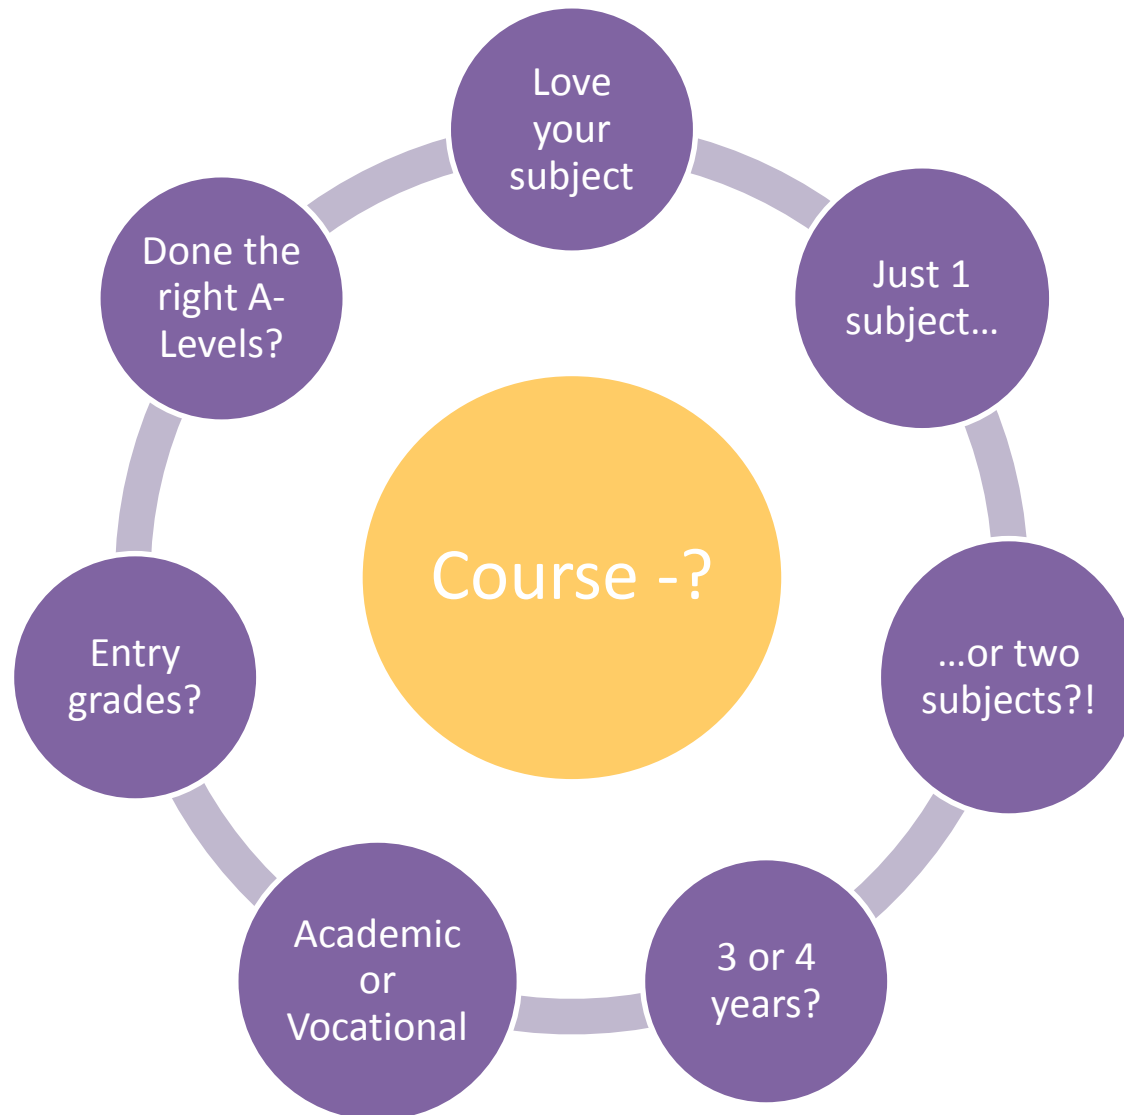 Love
your
subject
Just 1
subject…
…or two
subjects?!
3 or 4
years?
Academic
or
Vocational
Entry
grades?
Done the
right A-
Levels?
Course -?